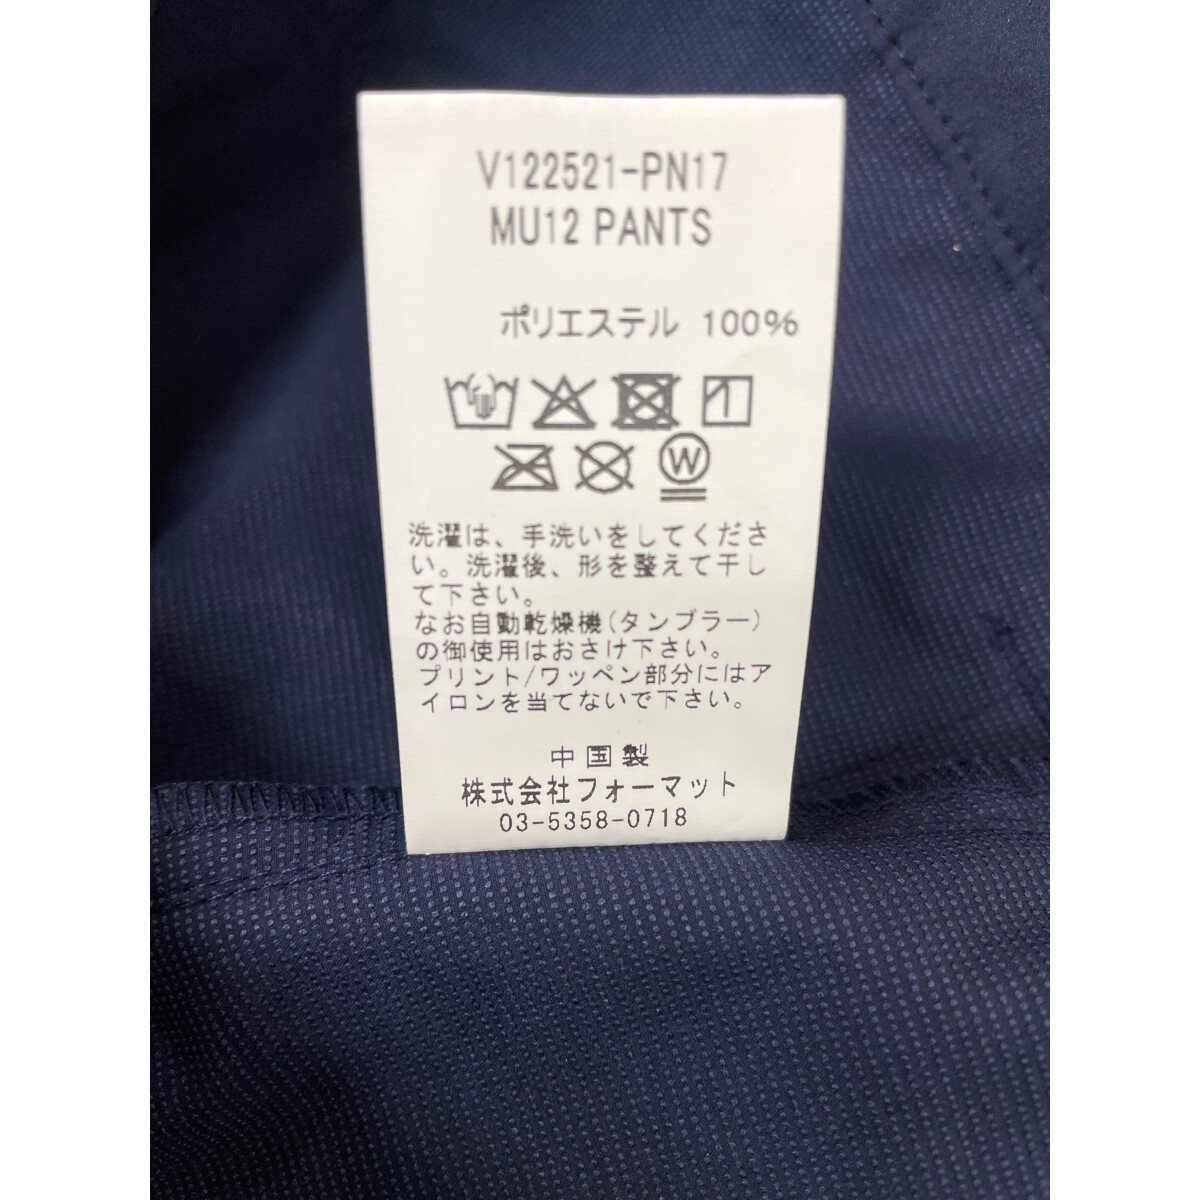 V122521-PN17
MU12 PANTS
ポリエステル 100%
W
洗濯は、手洗いをしてくださ
い。洗濯後、形を整えて干し
て下さい。
なお自動乾燥機(タンブラー)
の御使用はおさけ下さい。
プリント/ワッペン部分にはア
イロンを当てないで下さい。
中国製
株式会社フォーマット
03-5358-0718